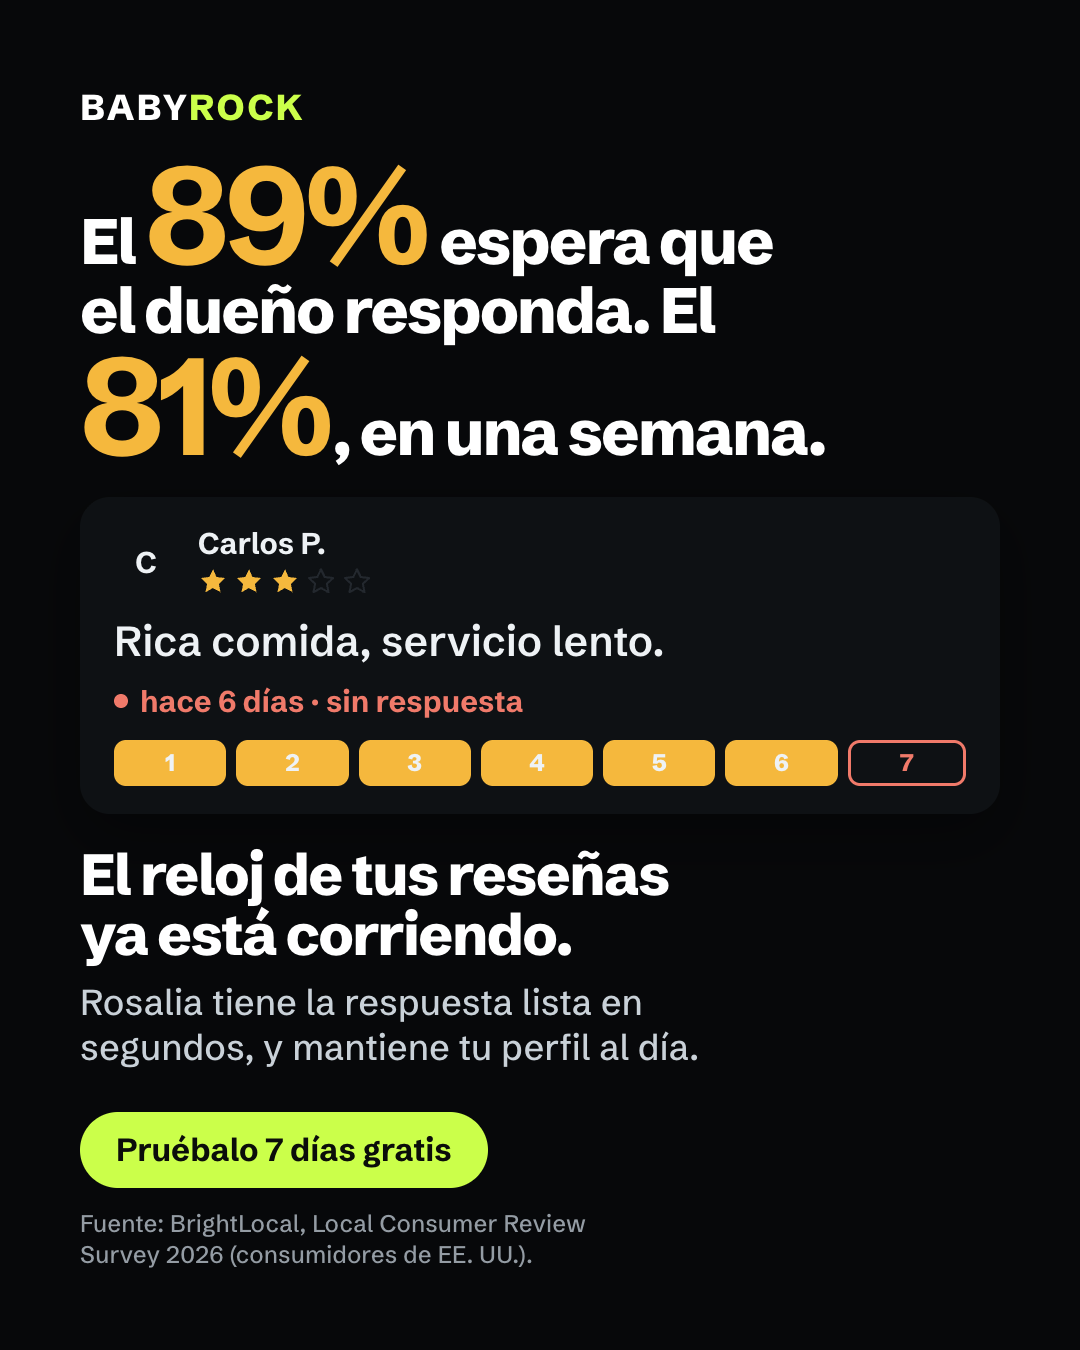 BABYROCK
El 89% espera que
el dueño responda. El
81%, en una semana.
C
Carlos P.
Rica comida, servicio lento.
hace 6 días · sin respuesta
1 2 3 4 5 6 7
El reloj de tus reseñas
ya está corriendo.
Rosalia tiene la respuesta lista en
segundos, y mantiene tu perfil al día.
Pruébalo 7 días gratis
Fuente: BrightLocal, Local Consumer Review
Survey 2026 (consumidores de EE. UU.).